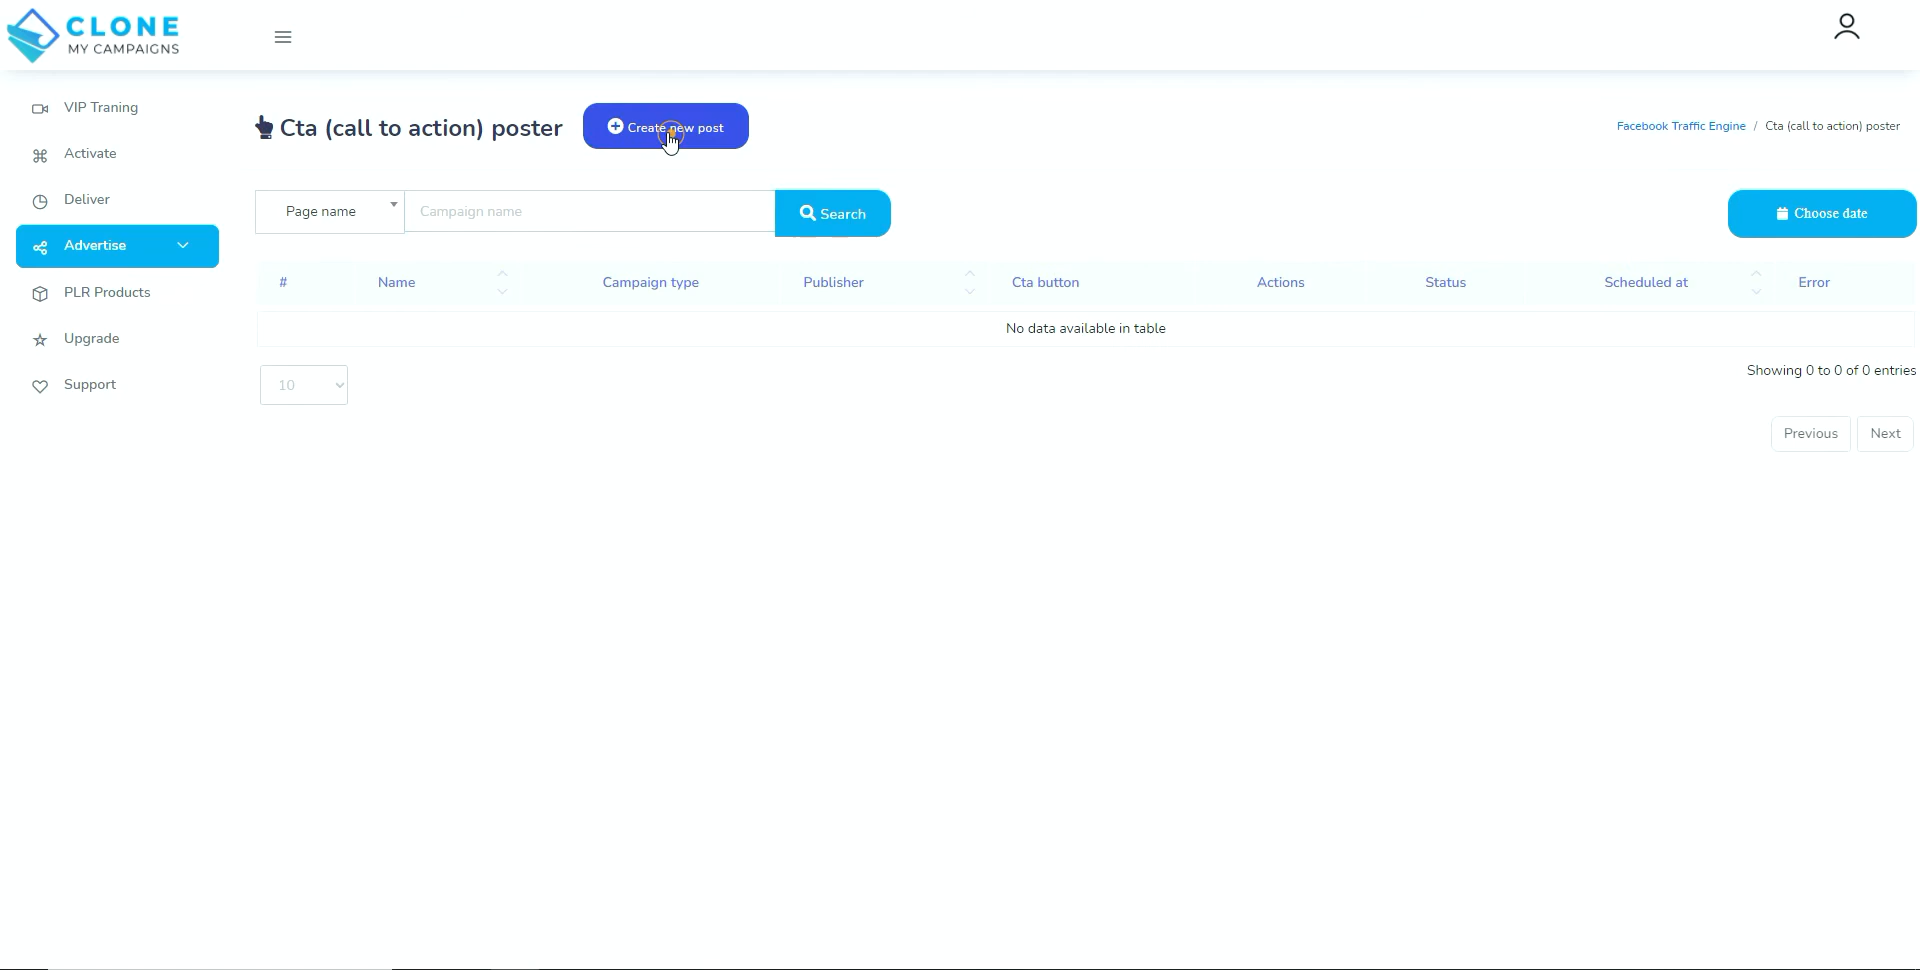 CLONE
MY CAMPAIGNS
VIP Traning
Activate
Deliver
Advertise
PLR Products
Upgrade
Support
Cta (call to action) poster
Create new post
Facebook Traffic Engine / Cta (call to action) poster
Page name
Campaign name
Search
Choose date
# Name Campaign type Publisher Cta button Actions Status Scheduled at Error
No data available in table
10
Showing 0 to 0 of 0 entries
Previous Next